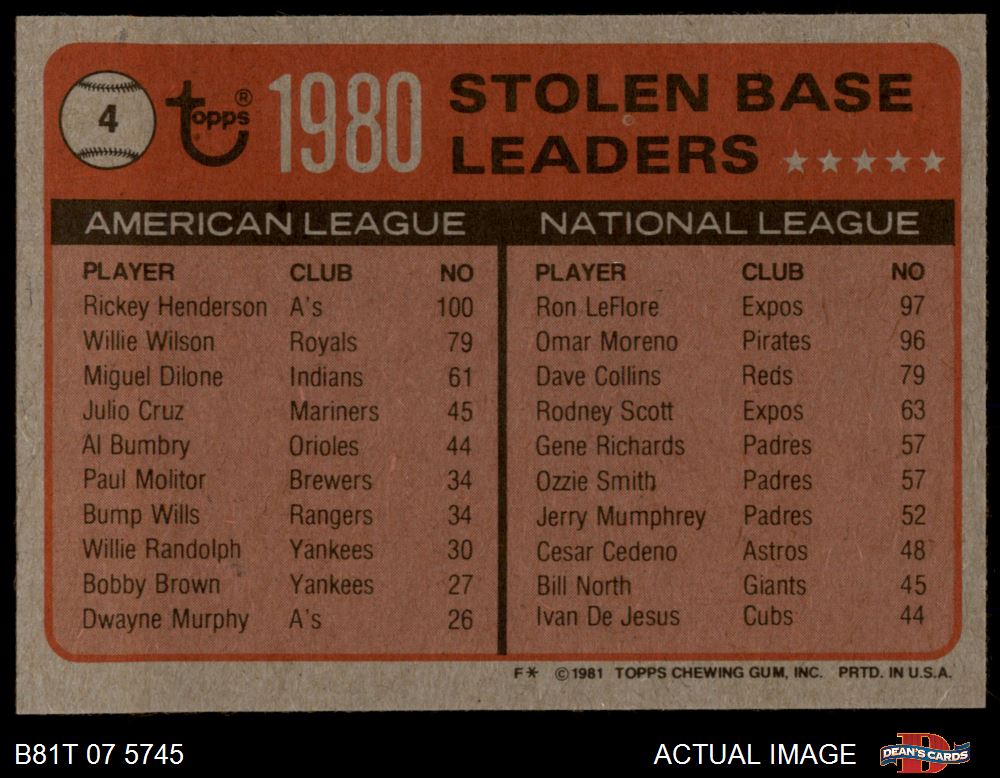 4 Topps® 1980 STOLEN BASE
LEADERS
AMERICAN LEAGUE
PLAYER CLUB NO
Rickey Henderson A's 100
Willie Wilson Royals 79
Miguel Dilone Indians 61
Julio Cruz Mariners 45
Al Bumbry Orioles 44
Paul Molitor Brewers 34
Bump Wills Rangers 34
Willie Randolph Yankees 30
Bobby Brown Yankees 27
Dwayne Murphy A's 26
NATIONAL LEAGUE
PLAYER CLUB NO
Ron LeFlore Expos 97
Omar Moreno Pirates 96
Dave Collins Reds 79
Rodney Scott Expos 63
Gene Richards Padres 57
Ozzie Smith Padres 57
Jerry Mumphrey Padres 52
Cesar Cedeno Astros 48
Bill North Giants 45
Ivan De Jesus Cubs 44
F* ©1981 TOPPS CHEWING GUM, INC. PRTD. IN U.S.A.
B81T 07 5745 ACTUAL IMAGE DEAN'S CARDS